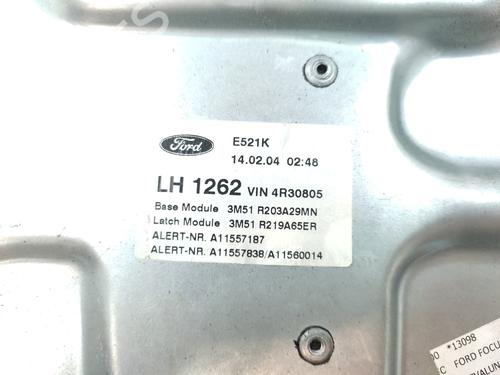 Ford
E521K
14.02.04 02:48
LH 1262 VIN 4R30805
Base Module 3M51 R203A29MN
Latch Module 3M51 R219A65ER
ALERT-NR. A11557187
ALERT-NR. A11557838/A11560014
*13098
FORD FOCUS